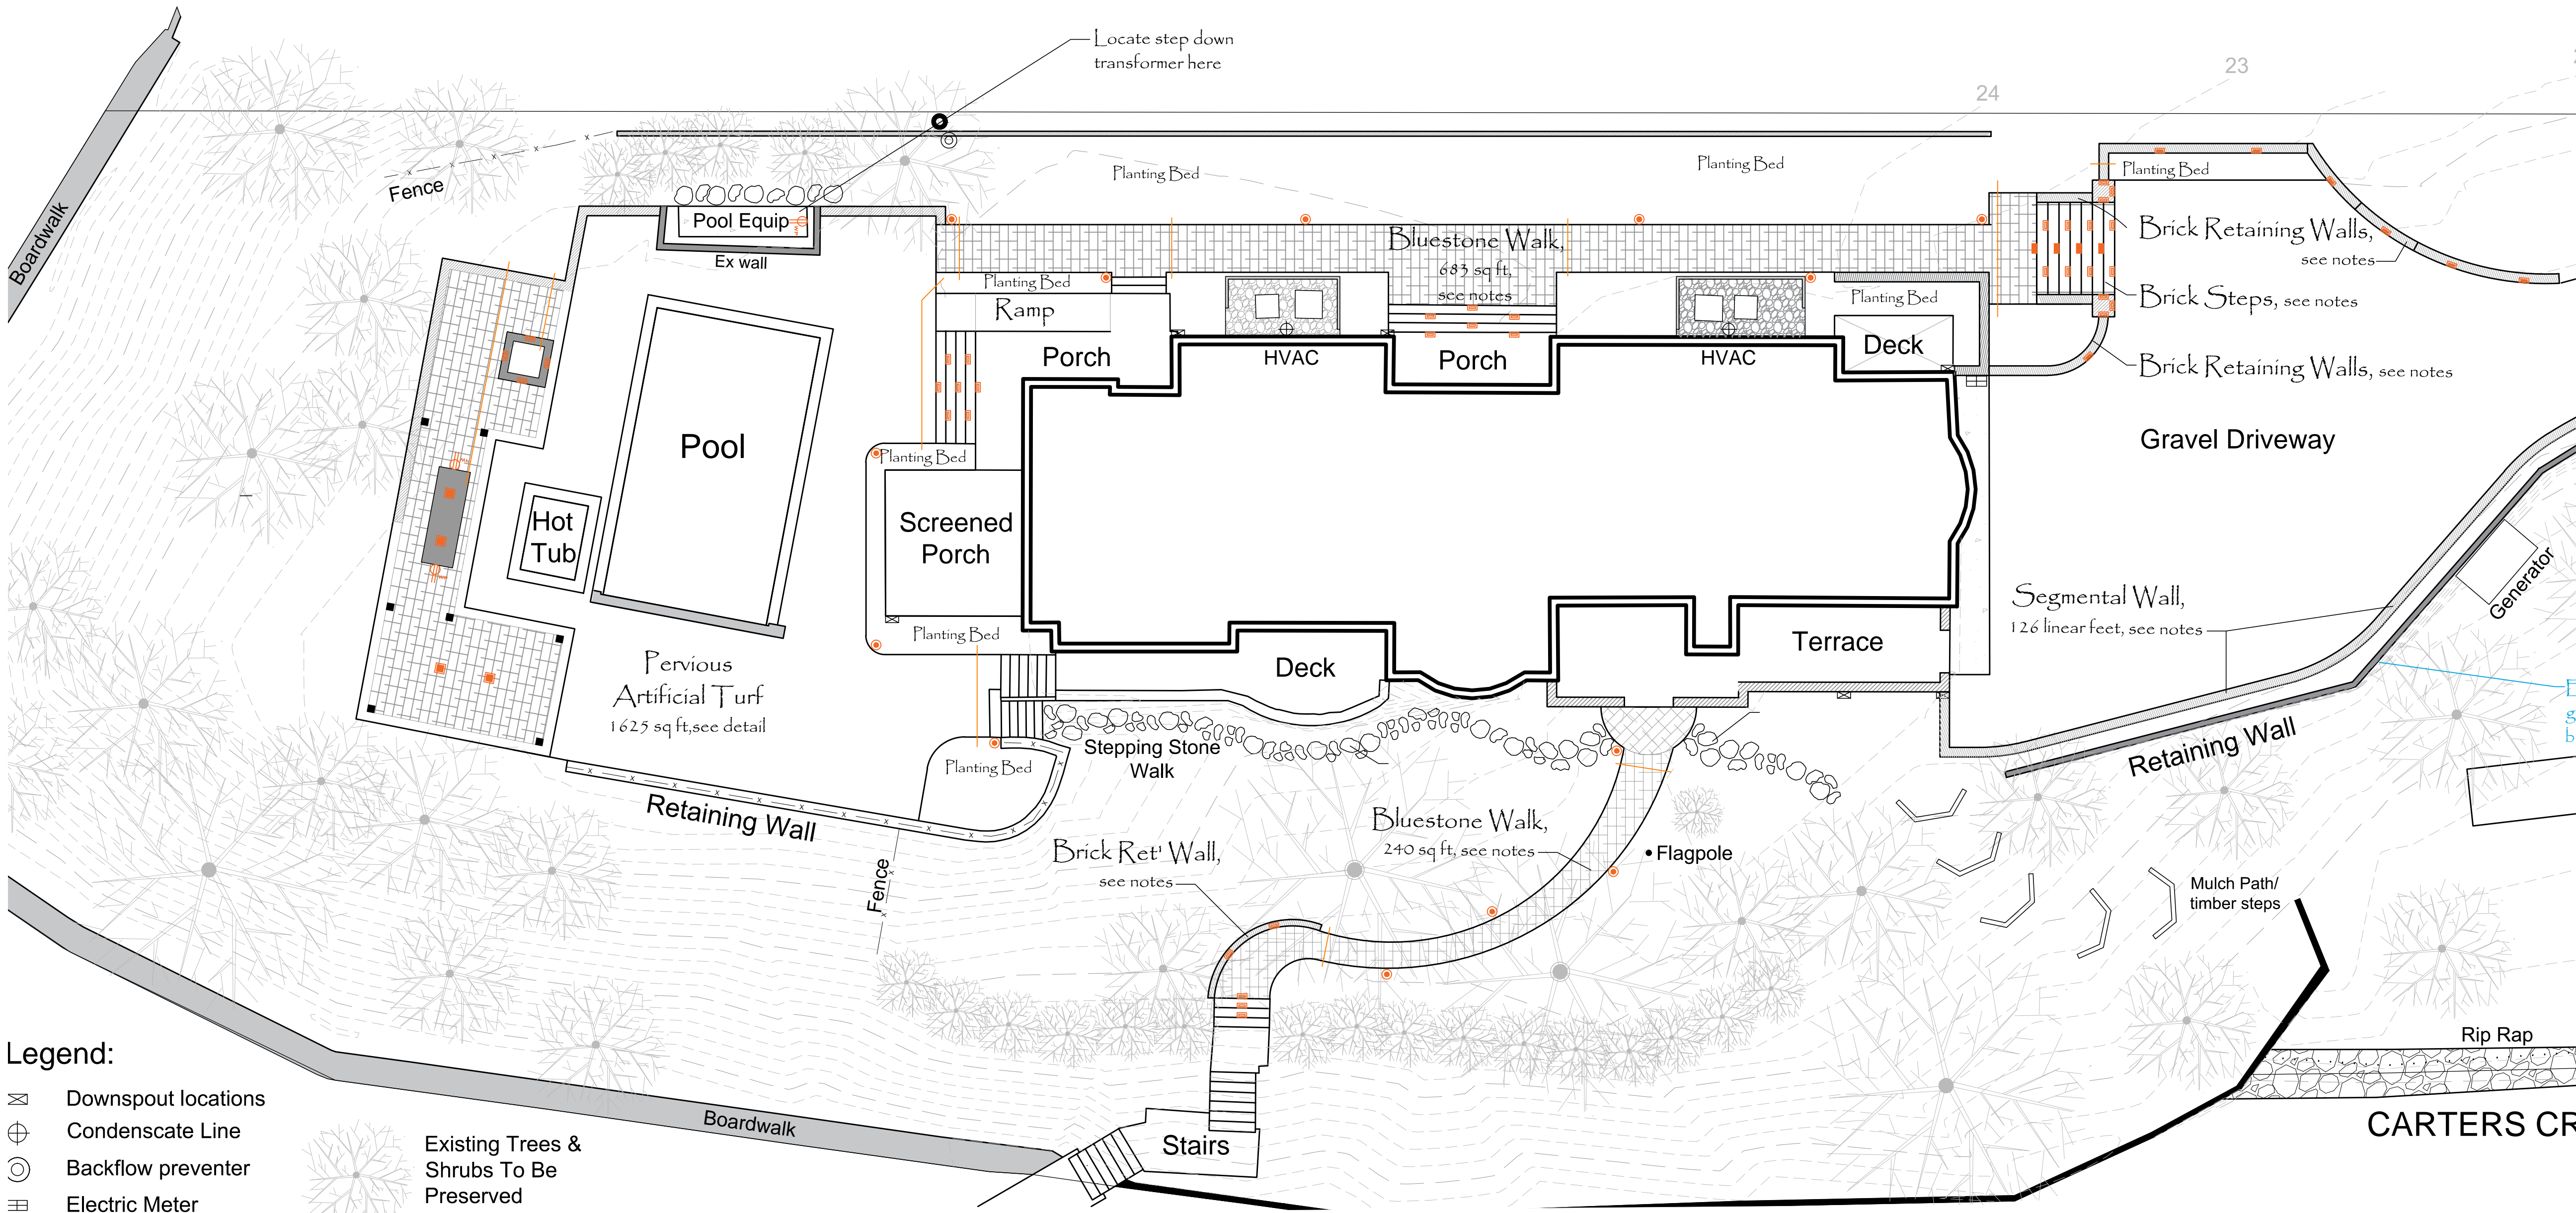 Locate step down
transformer here
23
24
Boardwalk
Fence
Planting Bed
Planting Bed
Planting Bed
Pool Equip
Ex wall
Bluestone Walk,
683 sq ft,
see notes
Brick Retaining Walls,
see notes
Planting Bed
Ramp
Planting Bed
Brick Steps, see notes
Porch
HVAC
Porch
HVAC
Deck
Brick Retaining Walls, see notes
Pool
Gravel Driveway
Planting Bed
Hot
Tub
Screened
Porch
Generator
Segmental Wall,
126 linear feet, see notes
Planting Bed
Terrace
Pervious
Artificial Turf
1625 sq ft,see detail
Deck
Stepping Stone
Walk
Retaining Wall
Planting Bed
Retaining Wall
Bluestone Walk,
240 sq ft, see notes
Flagpole
Brick Ret' Wall,
see notes
Fence
Mulch Path/
timber steps
Rip Rap
CARTERS CR
Legend:
Downspout locations
Condenscate Line
Backflow preventer
Electric Meter
Existing Trees &
Shrubs To Be
Preserved
Boardwalk
Stairs